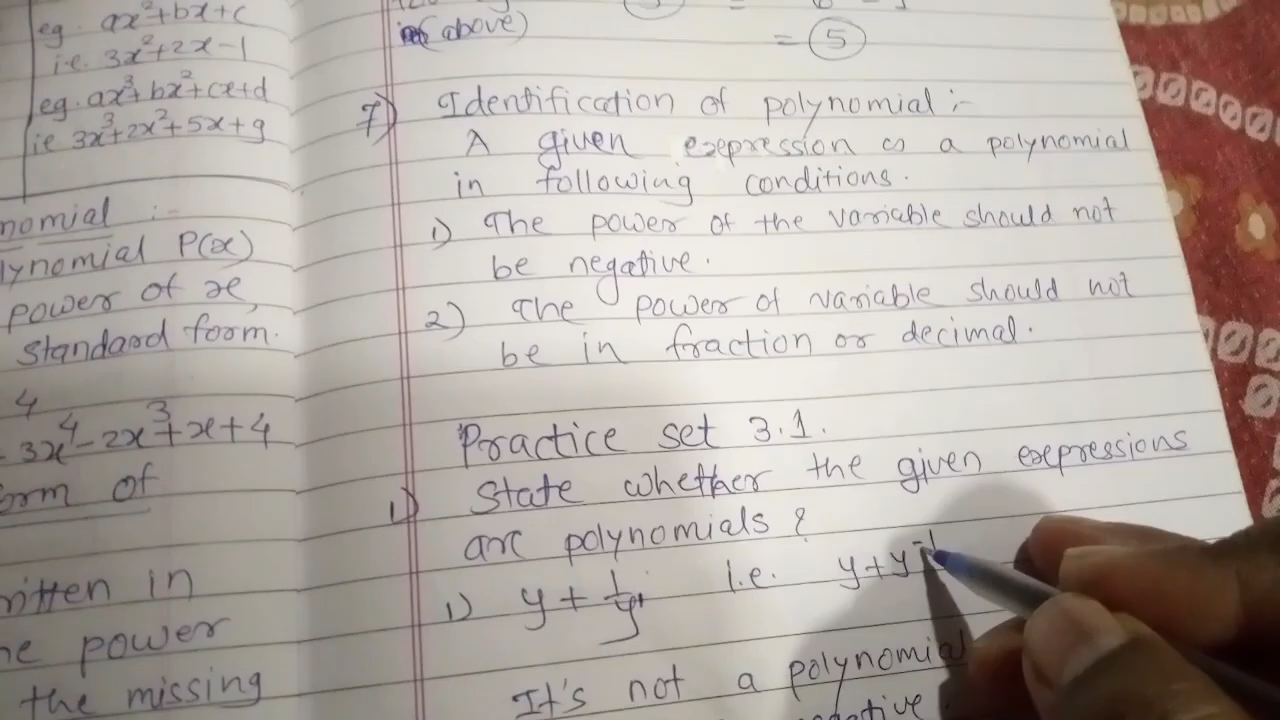 eg. ax²+bx+c
i.e. 3x²+2x-1
eg. ax³+bx²+cx+d
ie 3x³+2x²+5x+9
nomial :-
lynomial P(x)
power of x,
standard form.
4
3x⁴-2x³+x+4
orm of
ritten in
he power
the missing
(above)
= 5
7) Identification of polynomial :-
A given expression is a polynomial
in following conditions.
1) The power of the variable should not
be negative.
2) The power of variable should not
be in fraction or decimal.
Practice set 3.1.
1) State whether the given expressions
are polynomials ?
1) y + 1/y¹ i.e. y+y⁻¹
It's not a polynomial